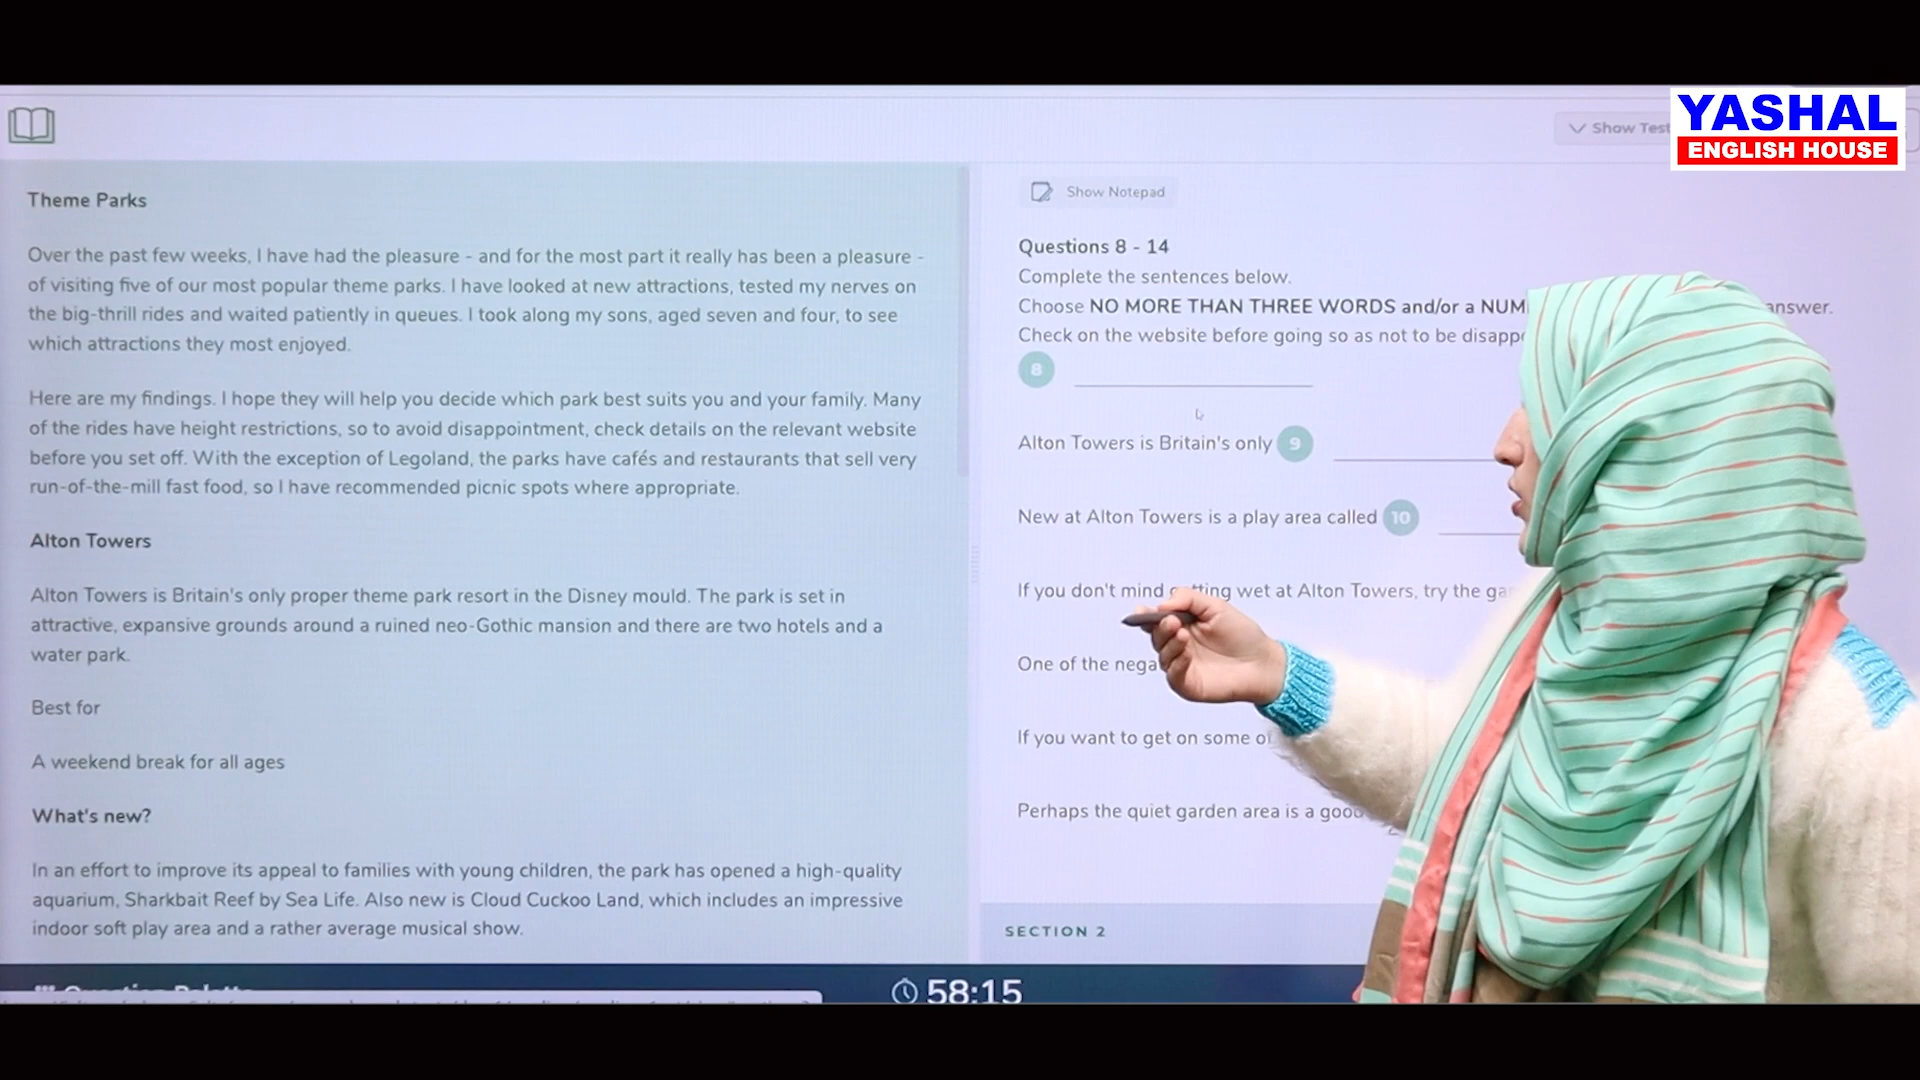 YASHAL
ENGLISH HOUSE
Show Test
Theme Parks
Over the past few weeks, I have had the pleasure - and for the most part it really has been a pleasure -
of visiting five of our most popular theme parks. I have looked at new attractions, tested my nerves on
the big-thrill rides and waited patiently in queues. I took along my sons, aged seven and four, to see
which attractions they most enjoyed.
Here are my findings. I hope they will help you decide which park best suits you and your family. Many
of the rides have height restrictions, so to avoid disappointment, check details on the relevant website
before you set off. With the exception of Legoland, the parks have cafés and restaurants that sell very
run-of-the-mill fast food, so I have recommended picnic spots where appropriate.
Alton Towers
Alton Towers is Britain's only proper theme park resort in the Disney mould. The park is set in
attractive, expansive grounds around a ruined neo-Gothic mansion and there are two hotels and a
water park.
Best for
A weekend break for all ages
What's new?
In an effort to improve its appeal to families with young children, the park has opened a high-quality
aquarium, Sharkbait Reef by Sea Life. Also new is Cloud Cuckoo Land, which includes an impressive
indoor soft play area and a rather average musical show.
Show Notepad
Questions 8 - 14
Complete the sentences below.
Choose NO MORE THAN THREE WORDS and/or a NUM answer.
Check on the website before going so as not to be disapp
8
Alton Towers is Britain's only 9
New at Alton Towers is a play area called 10
If you don't mind wet at Alton Towers, try the
One of the nega
If you want to get on some
Perhaps the quiet garden area is a good
SECTION 2
Question Palette
58:15